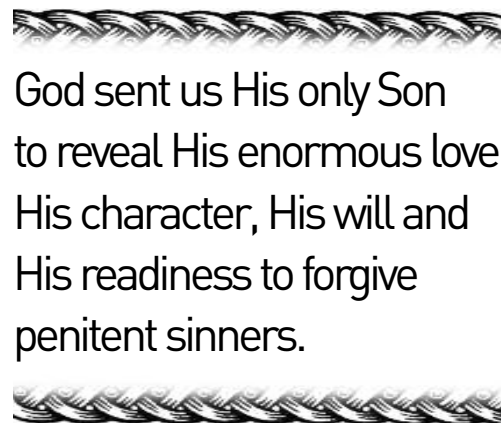 God sent us His only Son
to reveal His enormous love
His character, His will and
His readiness to forgive
penitent sinners.